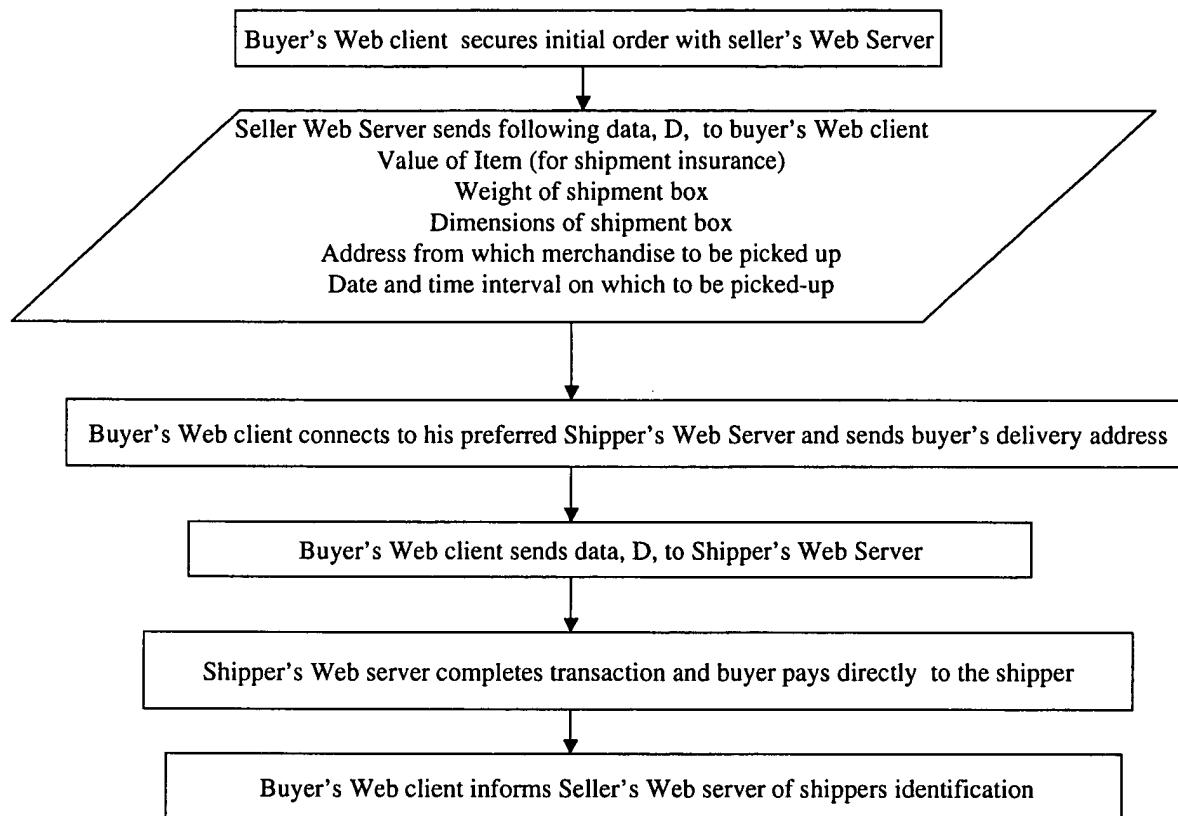 Buyer's Web client secures initial order with seller's Web Server
Seller Web Server sends following data, D, to buyer's Web client
Value of Item (for shipment insurance)
Weight of shipment box
Dimensions of shipment box
Address from which merchandise to be picked up
Date and time interval on which to be picked-up
Buyer's Web client connects to his preferred Shipper's Web Server and sends buyer's delivery address
Buyer's Web client sends data, D, to Shipper's Web Server
Shipper's Web server completes transaction and buyer pays directly to the shipper
Buyer's Web client informs Seller's Web server of shippers identification